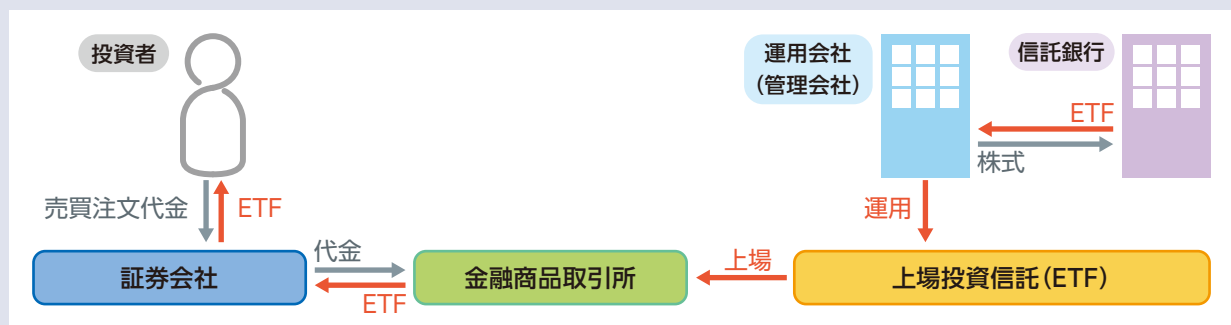 投資者
運用会社
（管理会社）
信託銀行
ETF
株式
売買注文代金
ETF
運用
証券会社
代金
ETF
金融商品取引所
上場
上場投資信託（ETF）